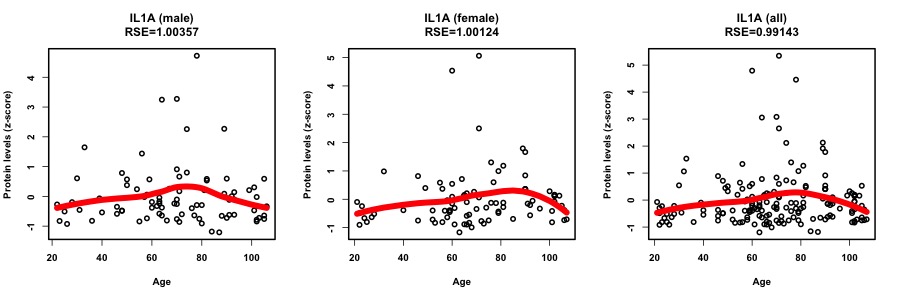 IL1A (male)
RSE=1.00357
Protein levels (z-score)
4
3
2
1
0
-1
20 40 60 80 100
Age
IL1A (female)
RSE=1.00124
Protein levels (z-score)
5
4
3
2
1
0
-1
20 40 60 80 100
Age
IL1A (all)
RSE=0.99143
Protein levels (z-score)
5
4
3
2
1
0
-1
20 40 60 80 100
Age